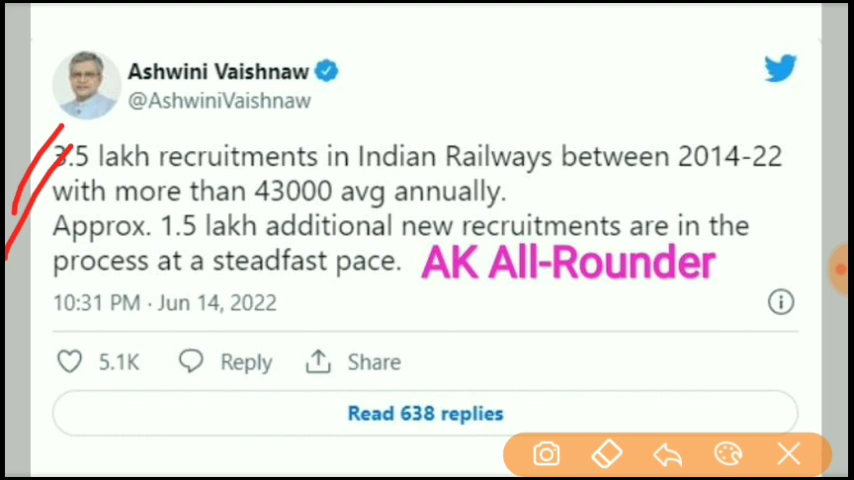 Ashwini Vaishnaw
@AshwiniVaishnaw
3.5 lakh recruitments in Indian Railways between 2014-22
with more than 43000 avg annually.
Approx. 1.5 lakh additional new recruitments are in the
process at a steadfast pace. AK All-Rounder
10:31 PM · Jun 14, 2022
5.1K Reply Share
Read 638 replies